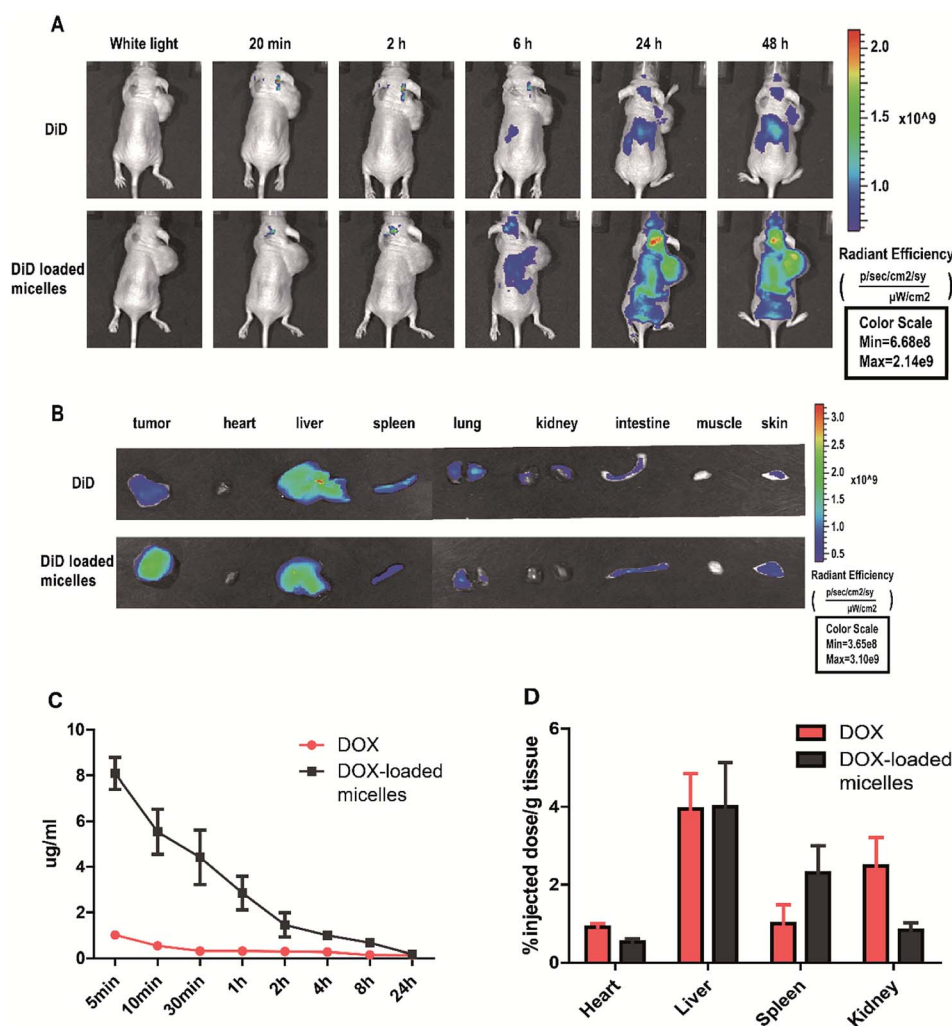 A
White light 20 min 2 h 6 h 24 h 48 h
DiD
DiD loaded
micelles
2.0
1.5
x10^9
1.0
Radiant Efficiency
( p/sec/cm2/sy )
µW/cm2
Color Scale
Min=6.68e8
Max=2.14e9
B
tumor heart liver spleen lung kidney intestine muscle skin
DiD
DiD loaded
micelles
3.0
2.5
2.0
x10^9
1.5
1.0
0.5
Radiant Efficiency
( p/sec/cm2/sy )
µW/cm2
Color Scale
Min=3.65e8
Max=3.10e9
C
10
8
6
4
2
0
ug/ml
DOX
DOX-loaded
micelles
5min 10min 30min 1h 2h 4h 8h 24h
D
6
4
2
0
%injected dose/g tissue
DOX
DOX-loaded
micelles
Heart Liver Spleen Kidney